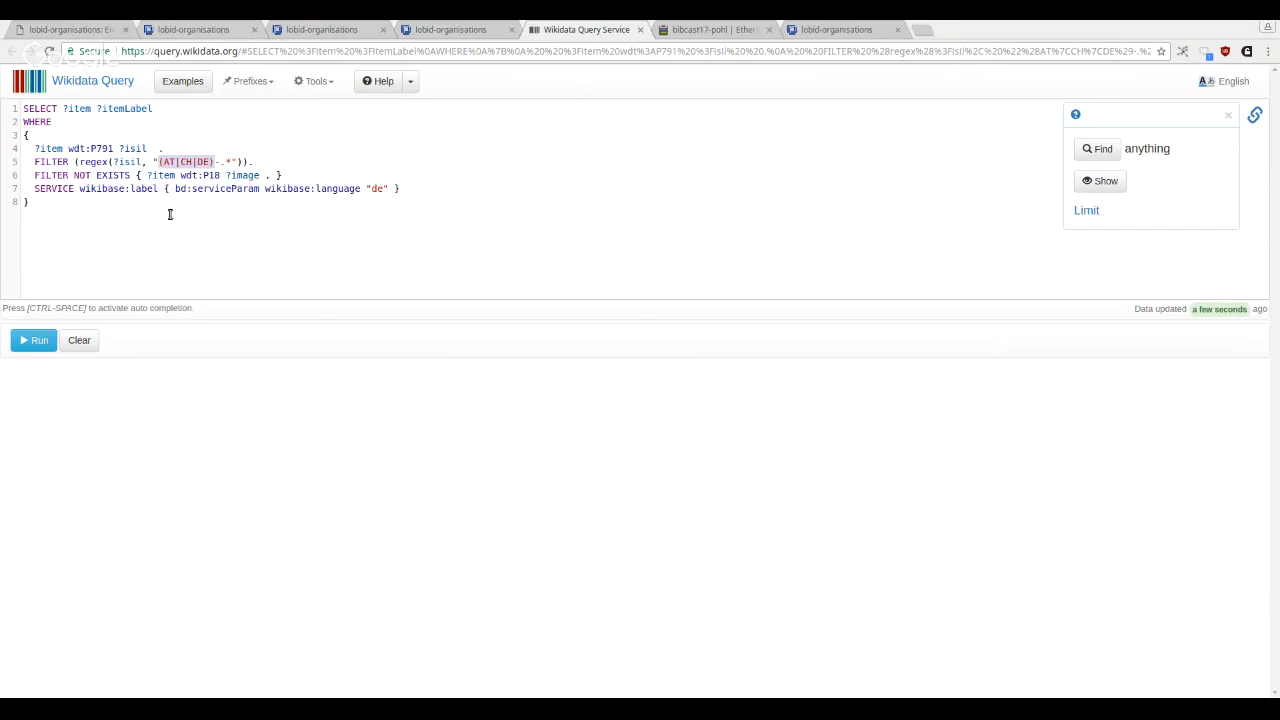 lobid-organisations: Ei
lobid-organisations
lobid-organisations
lobid-organisations
Wikidata Query Service
bibcast17-pohl | Ether
lobid-organisations
Secure
https://query.wikidata.org/#SELECT%20%3Fitem%20%3FitemLabel%0AWHERE%0A%7B%0A%20%20%3Fitem%20wdt%3AP791%20%3Fisil%20%20.%0A%20%20FILTER%20%28regex%28%3Fisil%2C%20%22%28AT%7CCH%7CDE%29-.%2
Wikidata Query
Examples
Prefixes
Tools
Help
English
1 SELECT ?item ?itemLabel
2 WHERE
3 {
4 ?item wdt:P791 ?isil .
5 FILTER (regex(?isil, "(AT|CH|DE)-.*")).
6 FILTER NOT EXISTS { ?item wdt:P18 ?image . }
7 SERVICE wikibase:label { bd:serviceParam wikibase:language "de" }
8 }
Find anything
Show
Limit
Press [CTRL-SPACE] to activate auto completion.
Data updated a few seconds ago
Run
Clear